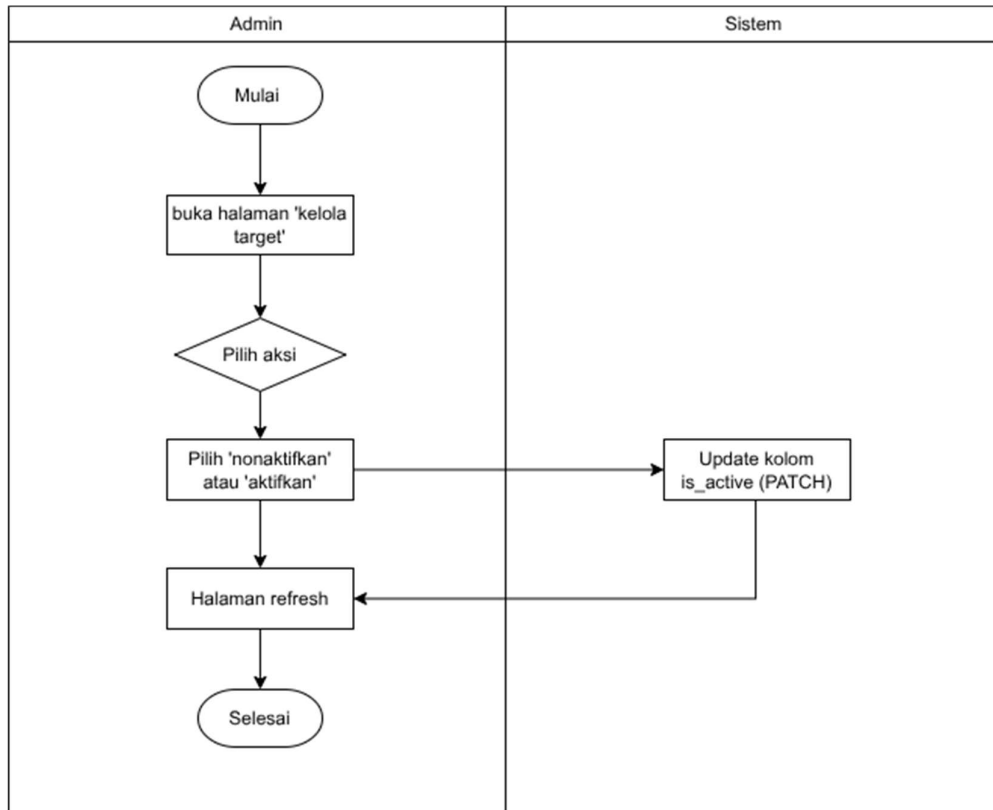 Admin
Sistem
Mulai
buka halaman 'kelola
target'
Pilih aksi
Pilih 'nonaktifkan'
atau 'aktifkan'
Update kolom
is_active (PATCH)
Halaman refresh
Selesai